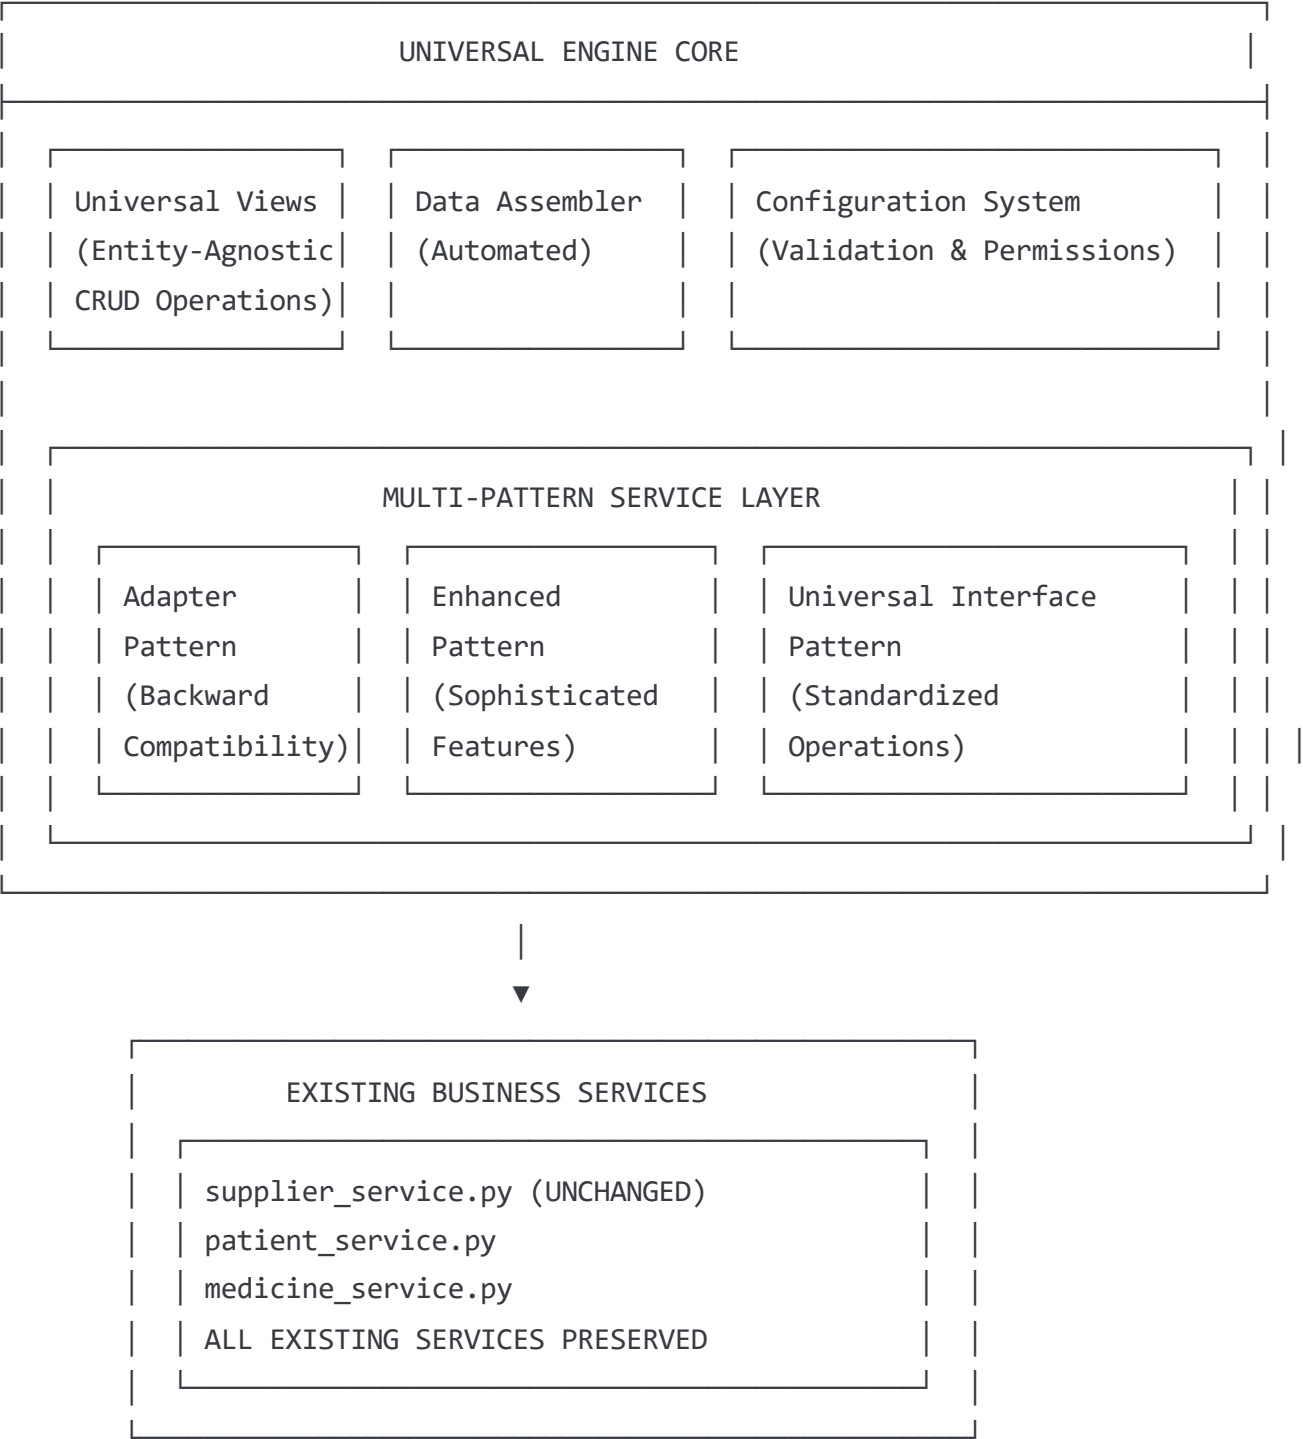 UNIVERSAL ENGINE CORE
Universal Views
(Entity-Agnostic
CRUD Operations)
Data Assembler
(Automated)
Configuration System
(Validation & Permissions)
MULTI-PATTERN SERVICE LAYER
Adapter
Pattern
(Backward
Compatibility)
Enhanced
Pattern
(Sophisticated
Features)
Universal Interface
Pattern
(Standardized
Operations)
EXISTING BUSINESS SERVICES
supplier_service.py (UNCHANGED)
patient_service.py
medicine_service.py
ALL EXISTING SERVICES PRESERVED